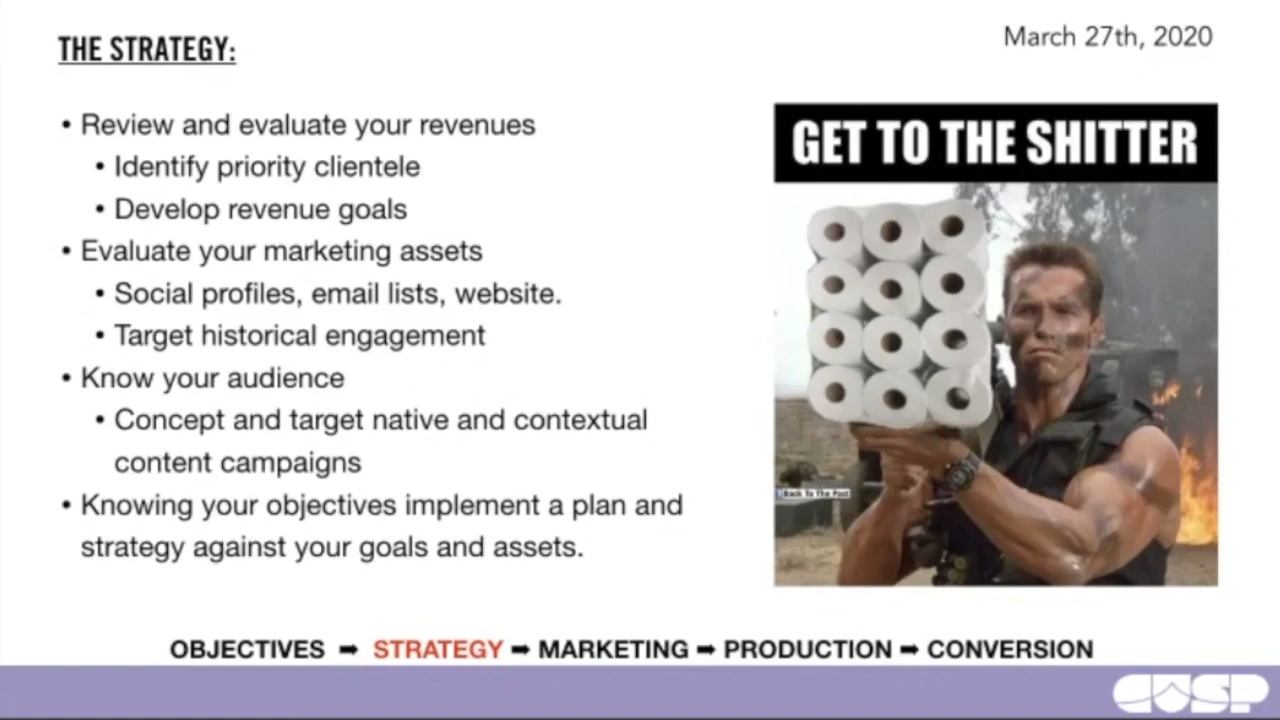 THE STRATEGY:
March 27th, 2020
• Review and evaluate your revenues
• Identify priority clientele
• Develop revenue goals
• Evaluate your marketing assets
• Social profiles, email lists, website.
• Target historical engagement
• Know your audience
• Concept and target native and contextual
content campaigns
• Knowing your objectives implement a plan and
strategy against your goals and assets.
GET TO THE SHITTER
Back To The Past
OBJECTIVES ➡ STRATEGY ➡ MARKETING ➡ PRODUCTION ➡ CONVERSION
CUSP